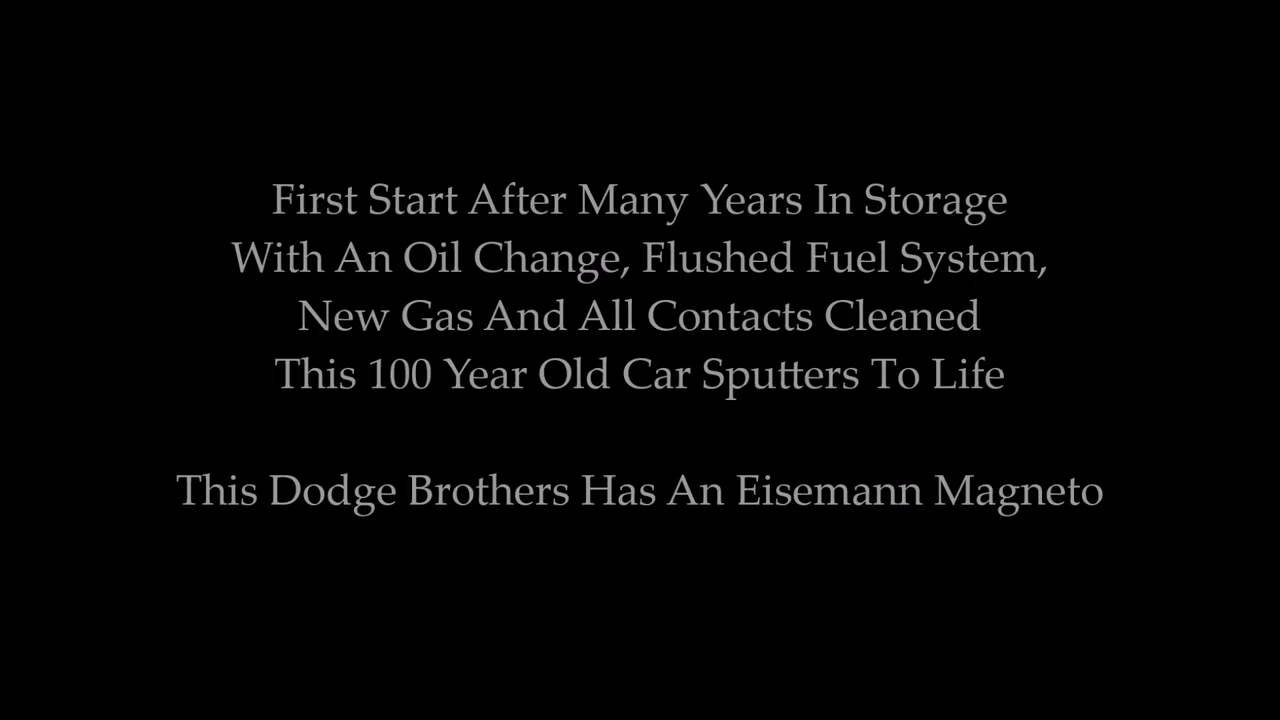 First Start After Many Years In Storage
With An Oil Change, Flushed Fuel System,
New Gas And All Contacts Cleaned
This 100 Year Old Car Sputters To Life
This Dodge Brothers Has An Eisemann Magneto